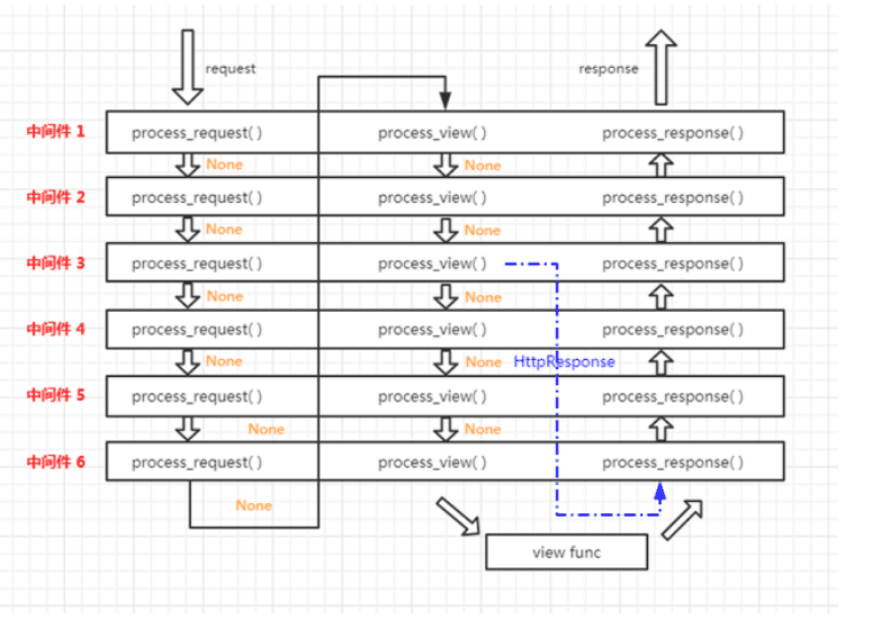 request response
中间件 1 process_request( ) process_view( ) process_response( )
None None
中间件 2 process_request( ) process_view( ) process_response( )
None None
中间件 3 process_request( ) process_view( ) process_response( )
None None
中间件 4 process_request( ) process_view( ) process_response( )
None None HttpResponse
中间件 5 process_request( ) process_view( ) process_response( )
None None
中间件 6 process_request( ) process_view( ) process_response( )
None
view func